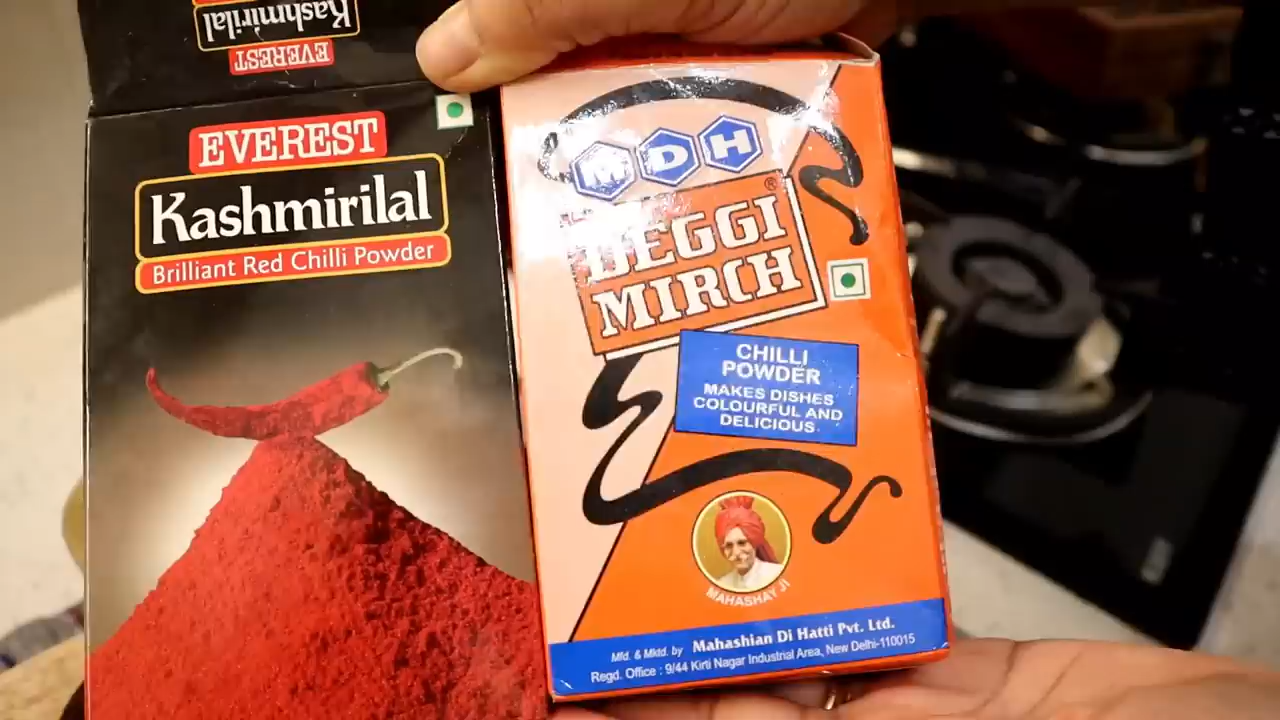 Kashmirilal
EVEREST
EVEREST
Kashmirilal
Brilliant Red Chilli Powder
MDH
DEGGI
MIRCH
®
CHILLI
POWDER
MAKES DISHES
COLOURFUL AND
DELICIOUS
MAHASHAY JI
Mfd. & Mktd. by Mahashian Di Hatti Pvt. Ltd.
Regd. Office : 9/44 Kirti Nagar Industrial Area, New Delhi-110015